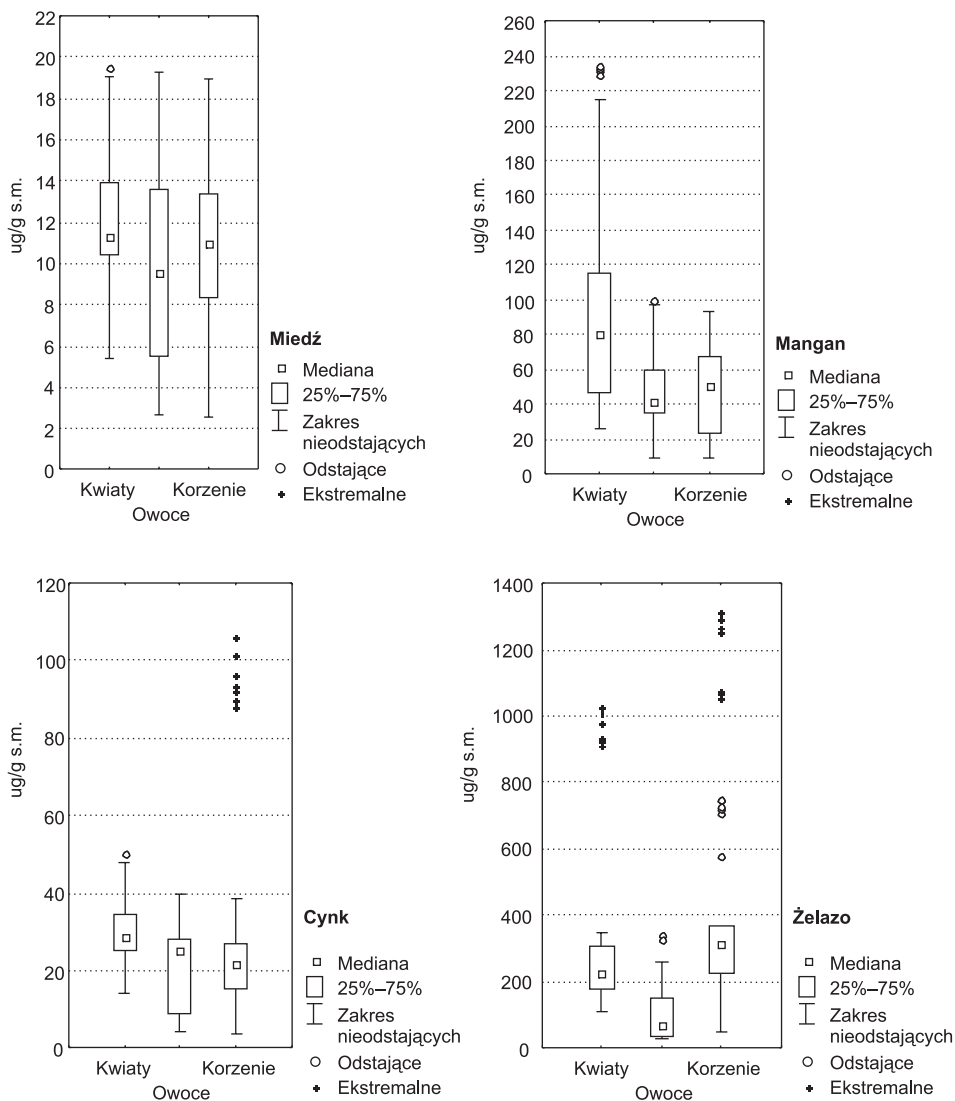 22
20
18
16
14
12
10
8
6
4
2
0
ug/g s.m.
Kwiaty
Korzenie
Owoce
Miedź
Mediana
25%–75%
Zakres
nieodstających
Odstające
Ekstremalne
260
240
220
200
180
160
140
120
100
80
60
40
20
0
ug/g s.m.
Kwiaty
Korzenie
Owoce
Mangan
Mediana
25%–75%
Zakres
nieodstających
Odstające
Ekstremalne
120
100
80
60
40
20
0
ug/g s.m.
Kwiaty
Korzenie
Owoce
Cynk
Mediana
25%–75%
Zakres
nieodstających
Odstające
Ekstremalne
1400
1200
1000
800
600
400
200
0
ug/g s.m.
Kwiaty
Korzenie
Owoce
Żelazo
Mediana
25%–75%
Zakres
nieodstających
Odstające
Ekstremalne